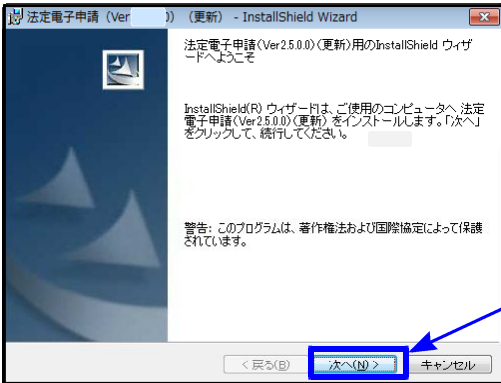 法定電子申請 (Ver      )) (更新) - InstallShield Wizard
法定電子申請(Ver2.5.0.0)(更新)用のInstallShield ウィザ
ードへようこそ
InstallShield(R) ウィザードは、ご使用のコンピュータへ 法定
電子申請(Ver2.5.0.0)(更新) をインストールします。「次へ」
をクリックして、続行してください。
警告: このプログラムは、著作権法および国際協定によって保護
されています。
< 戻る(B)
次へ(N) >
キャンセル